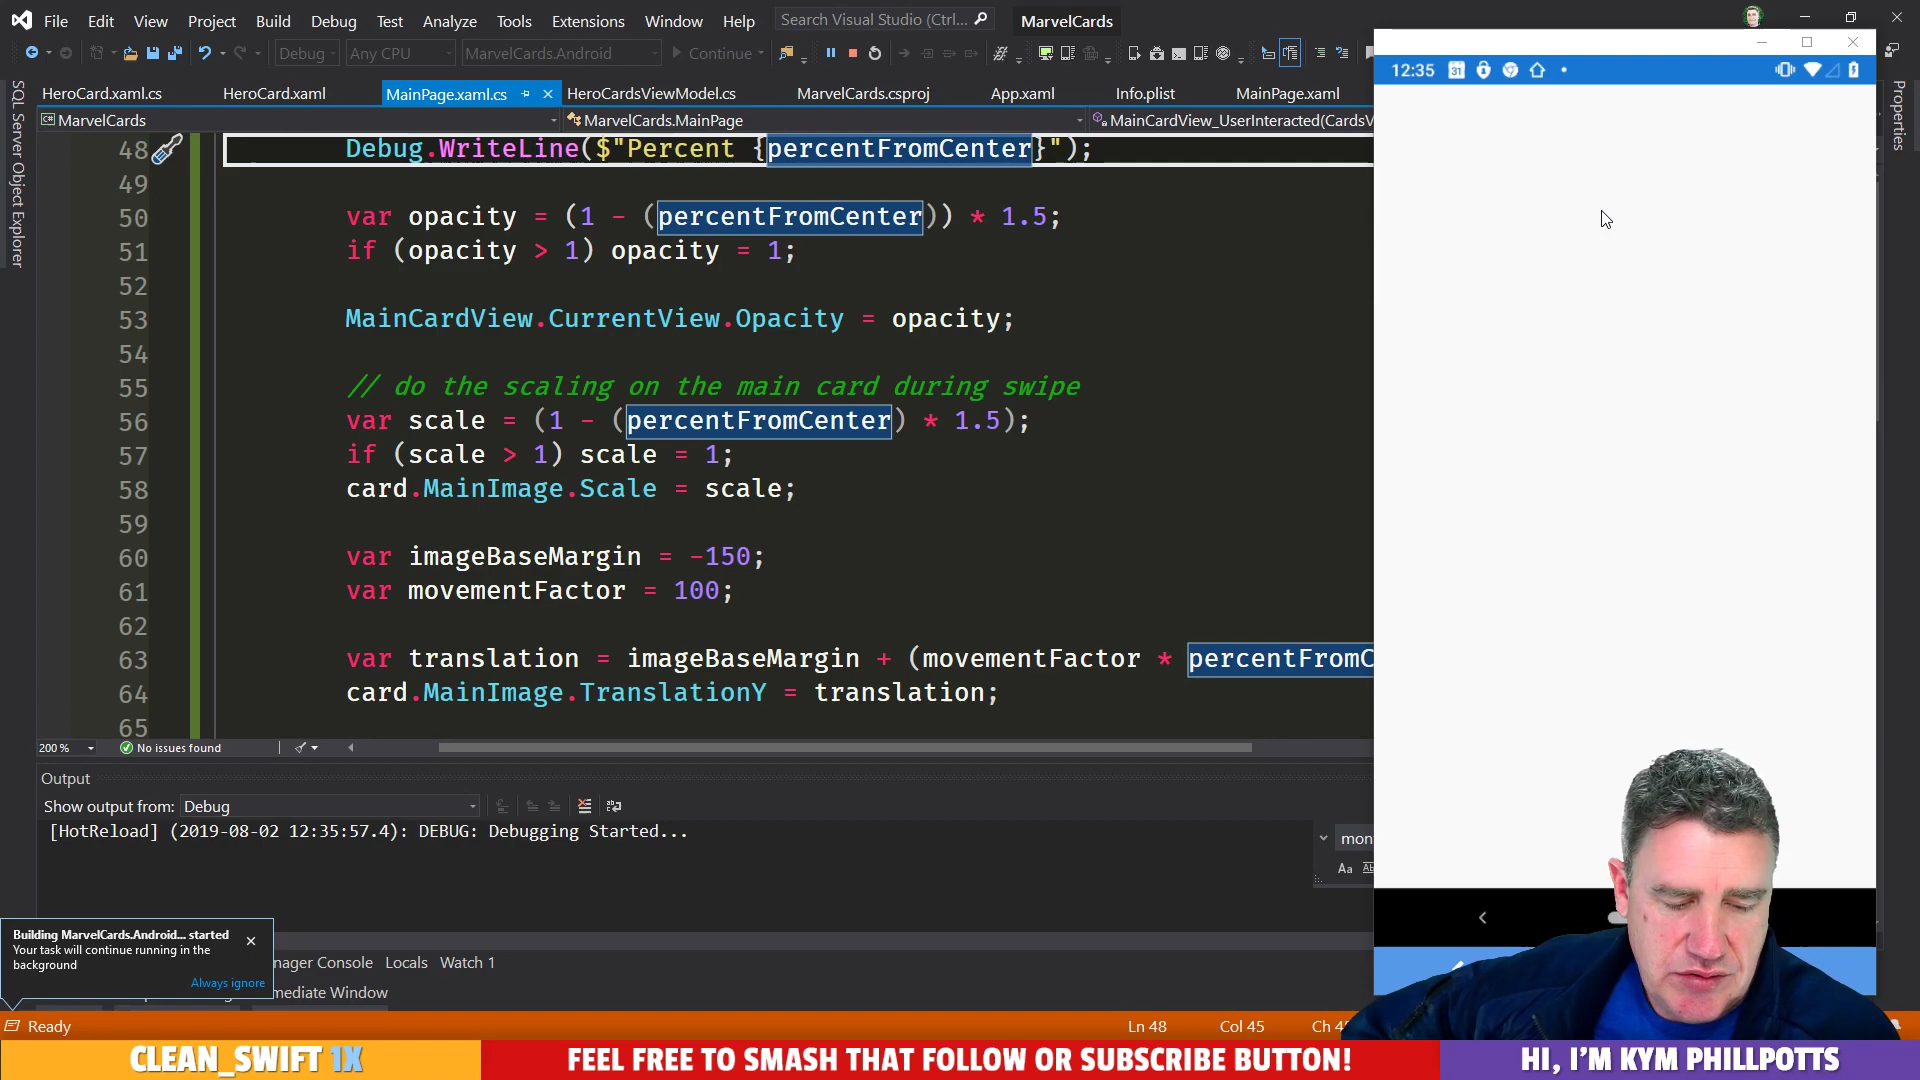 File Edit View Project Build Debug Test Analyze Tools Extensions Window Help Search Visual Studio (Ctrl... MarvelCards
Debug Any CPU MarvelCards.Android Continue
HeroCard.xaml.cs HeroCard.xaml MainPage.xaml.cs HeroCardsViewModel.cs MarvelCards.csproj App.xaml Info.plist MainPage.xaml
MarvelCards MarvelCards.MainPage MainCardView_UserInteracted(CardsV
SQL Server Object Explorer
Properties
12:35 31
48 Debug.WriteLine($"Percent {percentFromCenter}");
49
50 var opacity = (1 - (percentFromCenter)) * 1.5;
51 if (opacity > 1) opacity = 1;
52
53 MainCardView.CurrentView.Opacity = opacity;
54
55 // do the scaling on the main card during swipe
56 var scale = (1 - (percentFromCenter) * 1.5);
57 if (scale > 1) scale = 1;
58 card.MainImage.Scale = scale;
59
60 var imageBaseMargin = -150;
61 var movementFactor = 100;
62
63 var translation = imageBaseMargin + (movementFactor * percentFromC
64 card.MainImage.TranslationY = translation;
65
200 % No issues found
Output
Show output from: Debug
[HotReload] (2019-08-02 12:35:57.4): DEBUG: Debugging Started...
mon
Aa Ab
Building MarvelCards.Android... started
Your task will continue running in the
background
Always ignore
nager Console Locals Watch 1
mediate Window
Ready Ln 48 Col 45 Ch 4
CLEAN_SWIFT 1X FEEL FREE TO SMASH THAT FOLLOW OR SUBSCRIBE BUTTON! HI, I'M KYM PHILLPOTTS